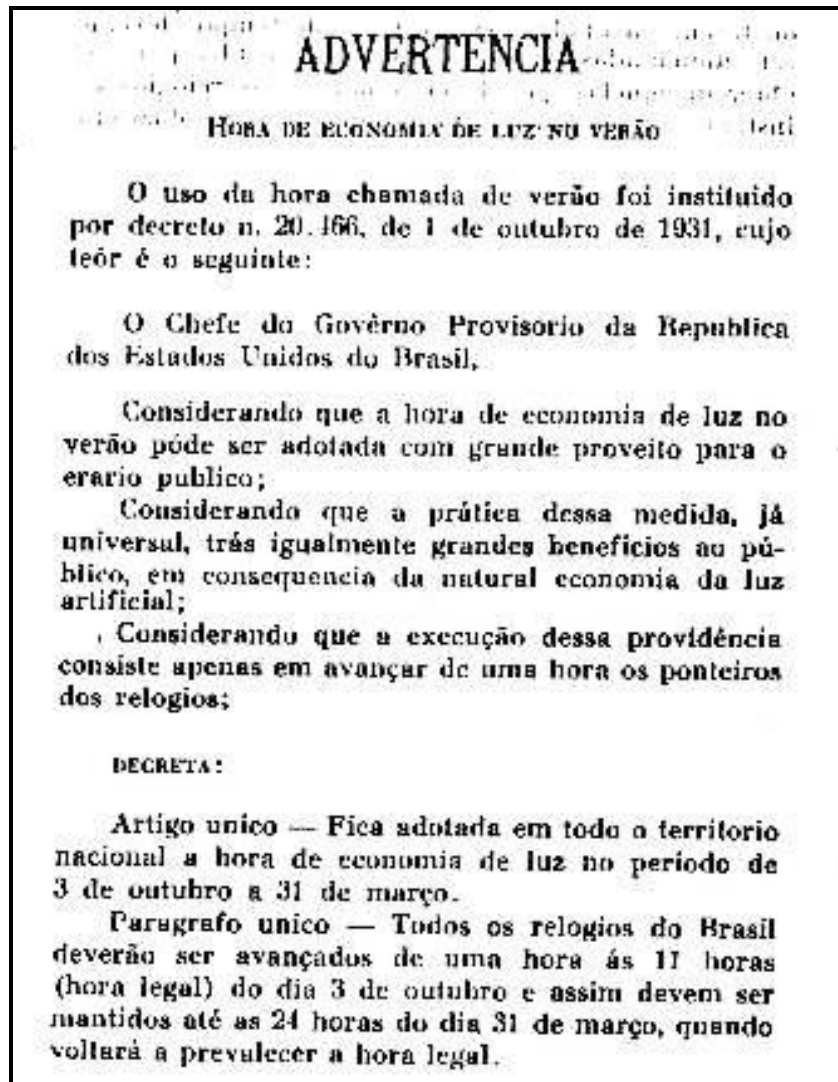 ADVERTENCIA
HORA DE ECONOMIA DE LUZ NO VERÃO
O uso da hora chamada de verão foi instituido
por decreto n. 20.466, de 1 de outubro de 1931, cujo
teôr é o seguinte:
O Chefe do Govêrno Provisorio da Republica
dos Estados Unidos do Brasil,
Considerando que a hora de economia de luz no
verão póde ser adotada com grande proveito para o
erario publico;
Considerando que a prática dessa medida, já
universal, trás igualmente grandes beneficios ao pú-
blico, em consequencia da natural economia da luz
artificial;
Considerando que a execução dessa providência
consiste apenas em avançar de uma hora os ponteiros
dos relogios;
DECRETA:
Artigo unico — Fica adotada em todo o territorio
nacional a hora de economia de luz no periodo de
3 de outubro a 31 de março.
Paragrafo unico — Todos os relogios do Brasil
deverão ser avançados de uma hora ás 11 horas
(hora legal) do dia 3 de outubro e assim devem ser
mantidos até as 24 horas do dia 31 de março, quando
voltará a prevalecer a hora legal.